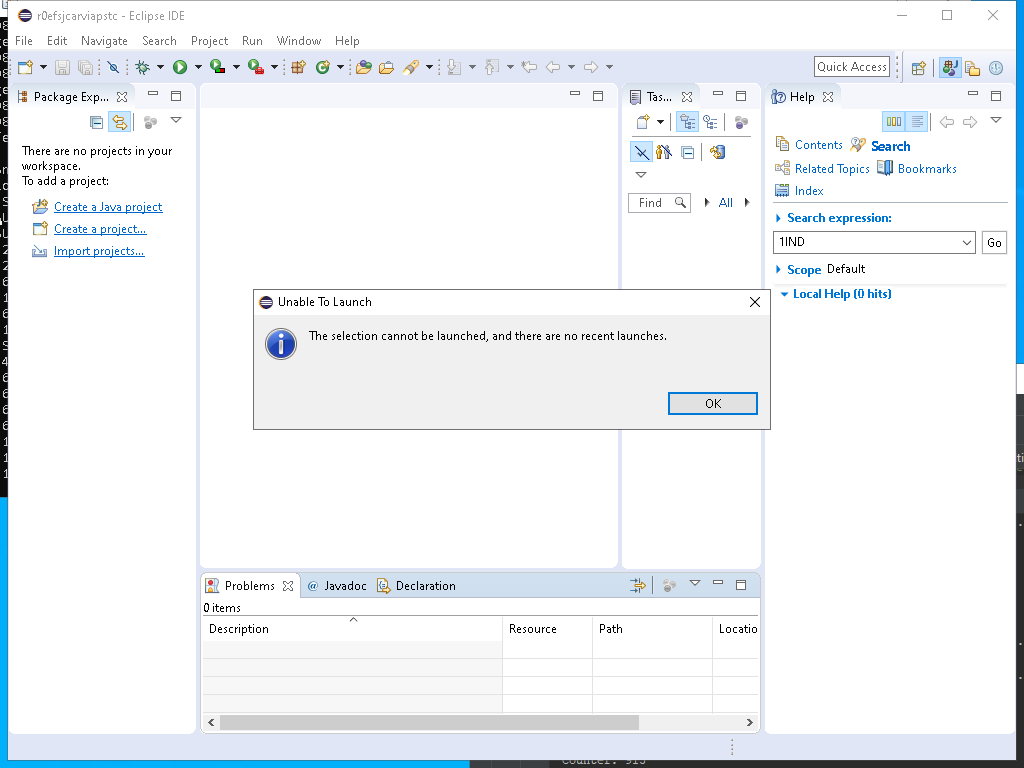 r0efsjcarviapstc - Eclipse IDE
File Edit Navigate Search Project Run Window Help
Quick Access
Package Exp...
There are no projects in your
workspace.
To add a project:
Create a Java project
Create a project...
Import projects...
Tas...
Find
All
Help
Contents Search
Related Topics Bookmarks
Index
Search expression:
1IND Go
Scope Default
Local Help (0 hits)
Unable To Launch
The selection cannot be launched, and there are no recent launches.
OK
Problems @ Javadoc Declaration
0 items
Description Resource Path Locatio
Counter: 913